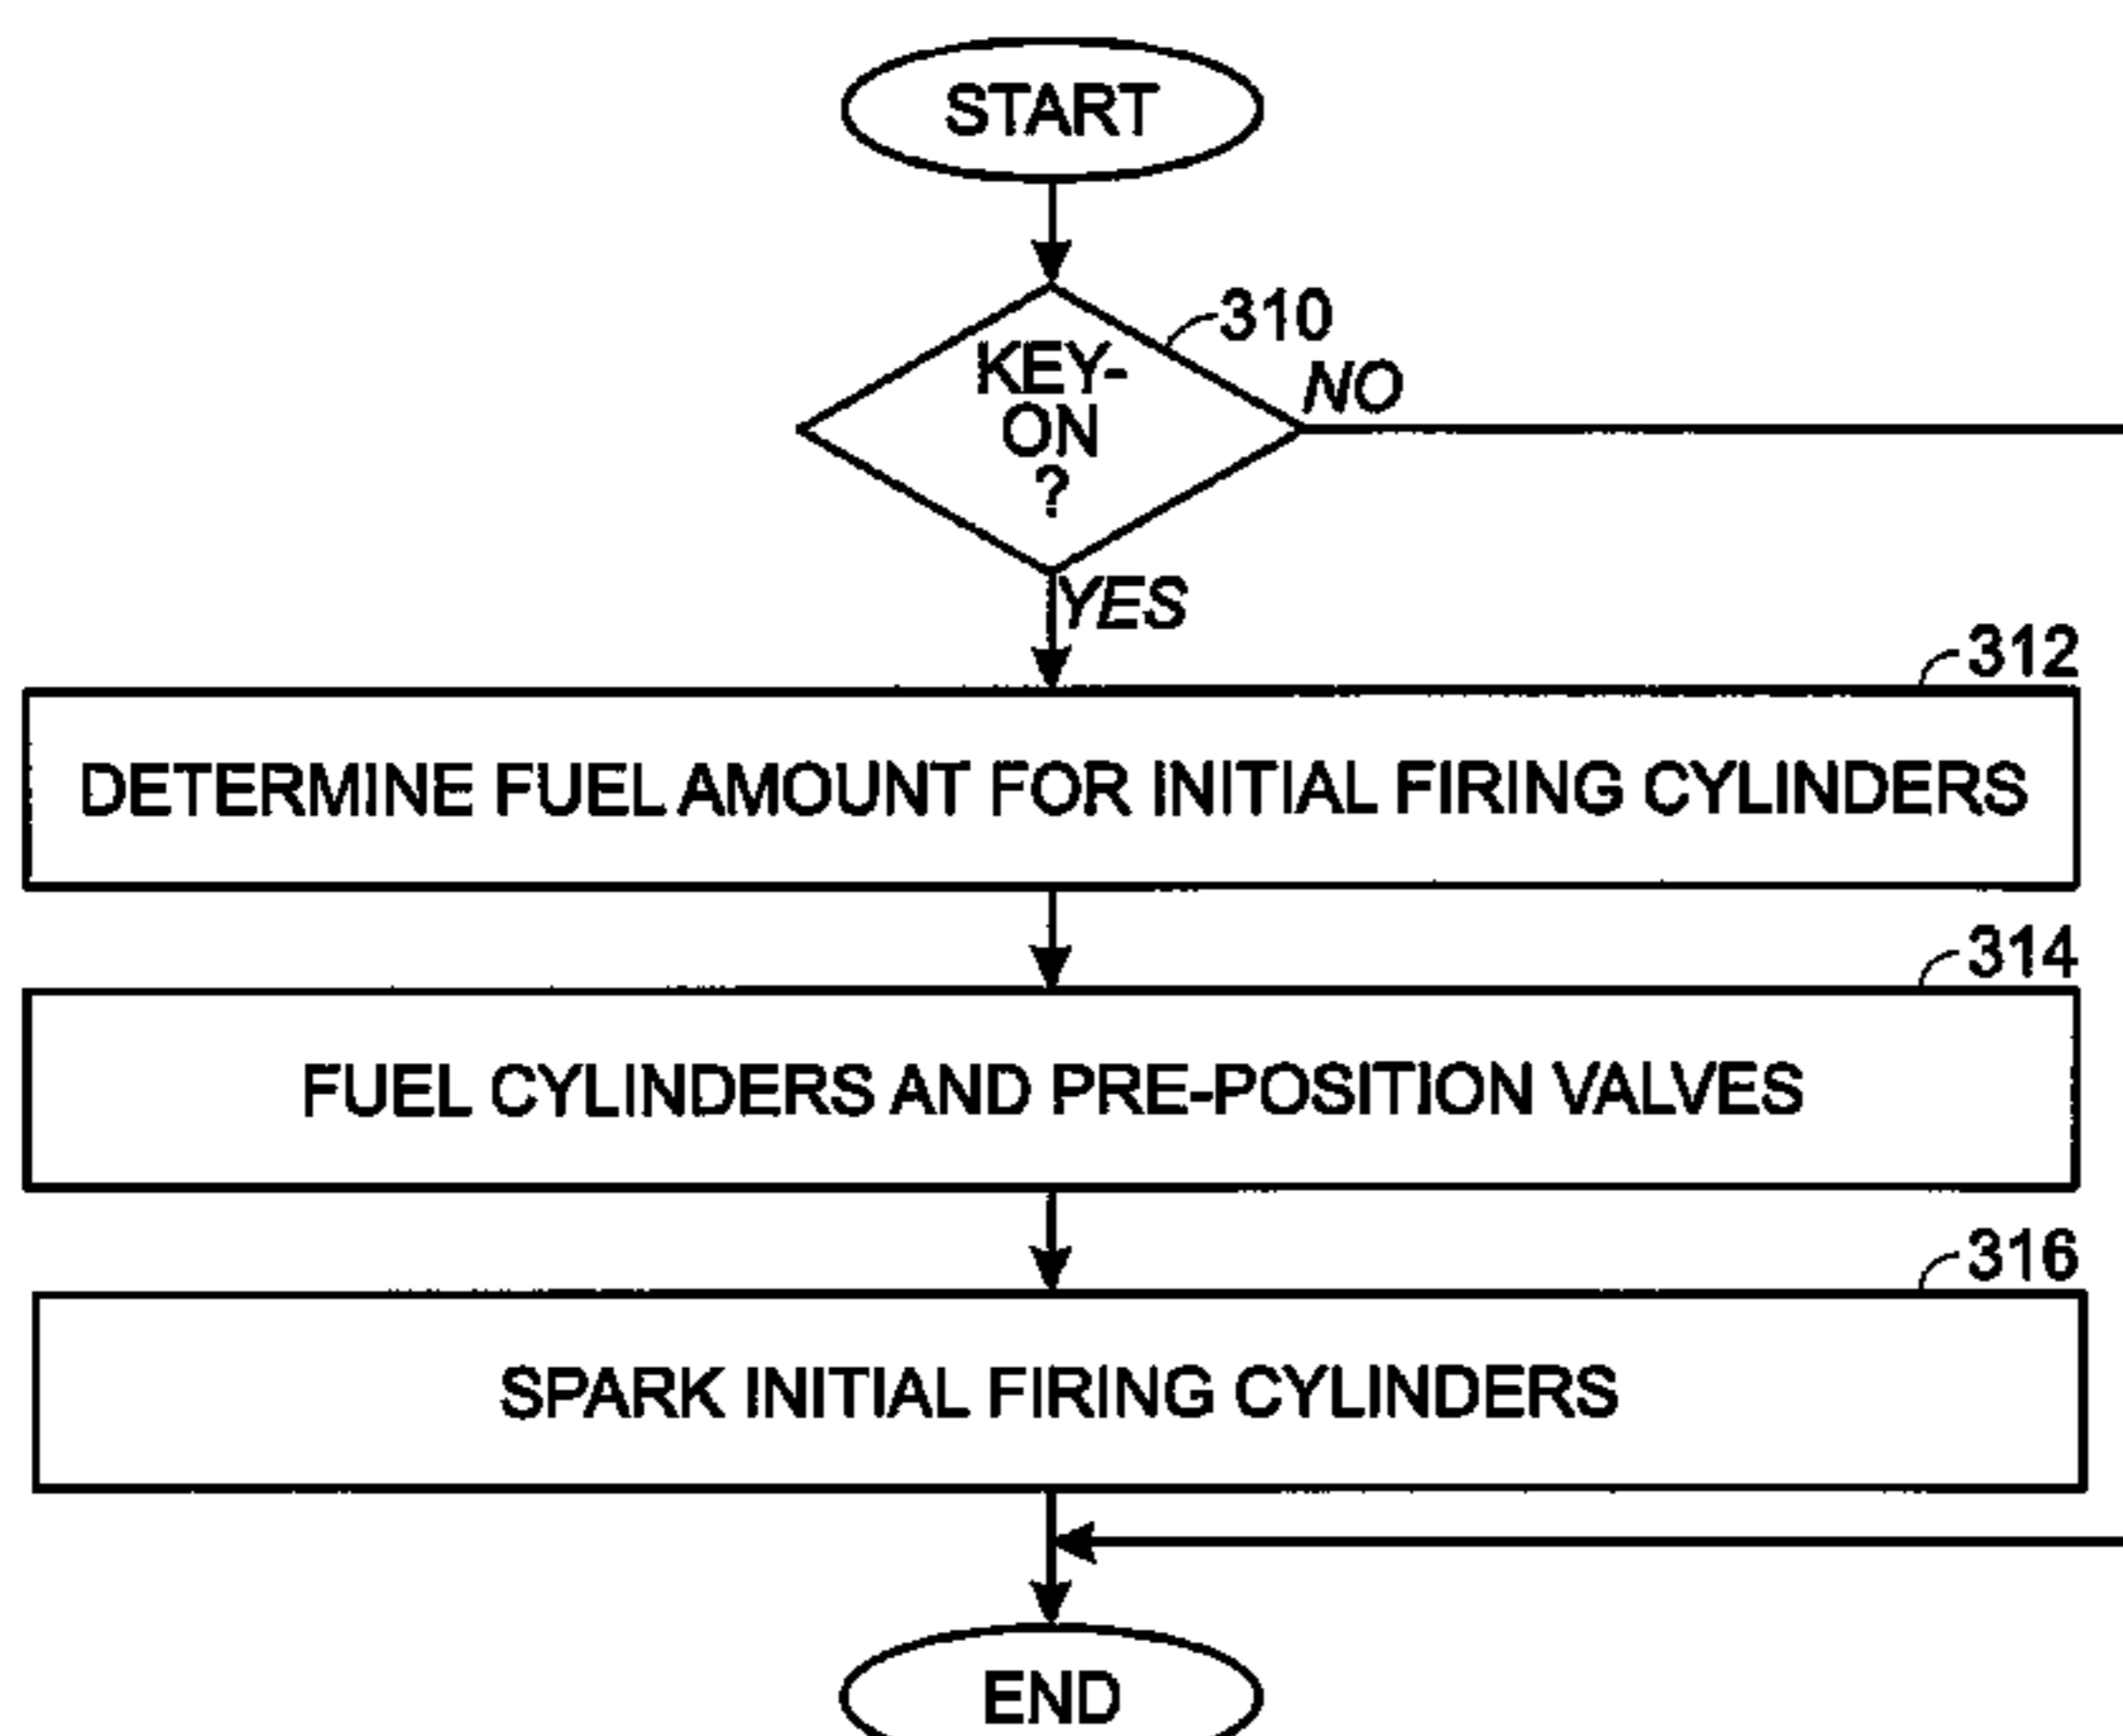 START
310
KEY-
ON
?
NO
YES
312
DETERMINE FUEL AMOUNT FOR INITIAL FIRING CYLINDERS
314
FUEL CYLINDERS AND PRE-POSITION VALVES
316
SPARK INITIAL FIRING CYLINDERS
END